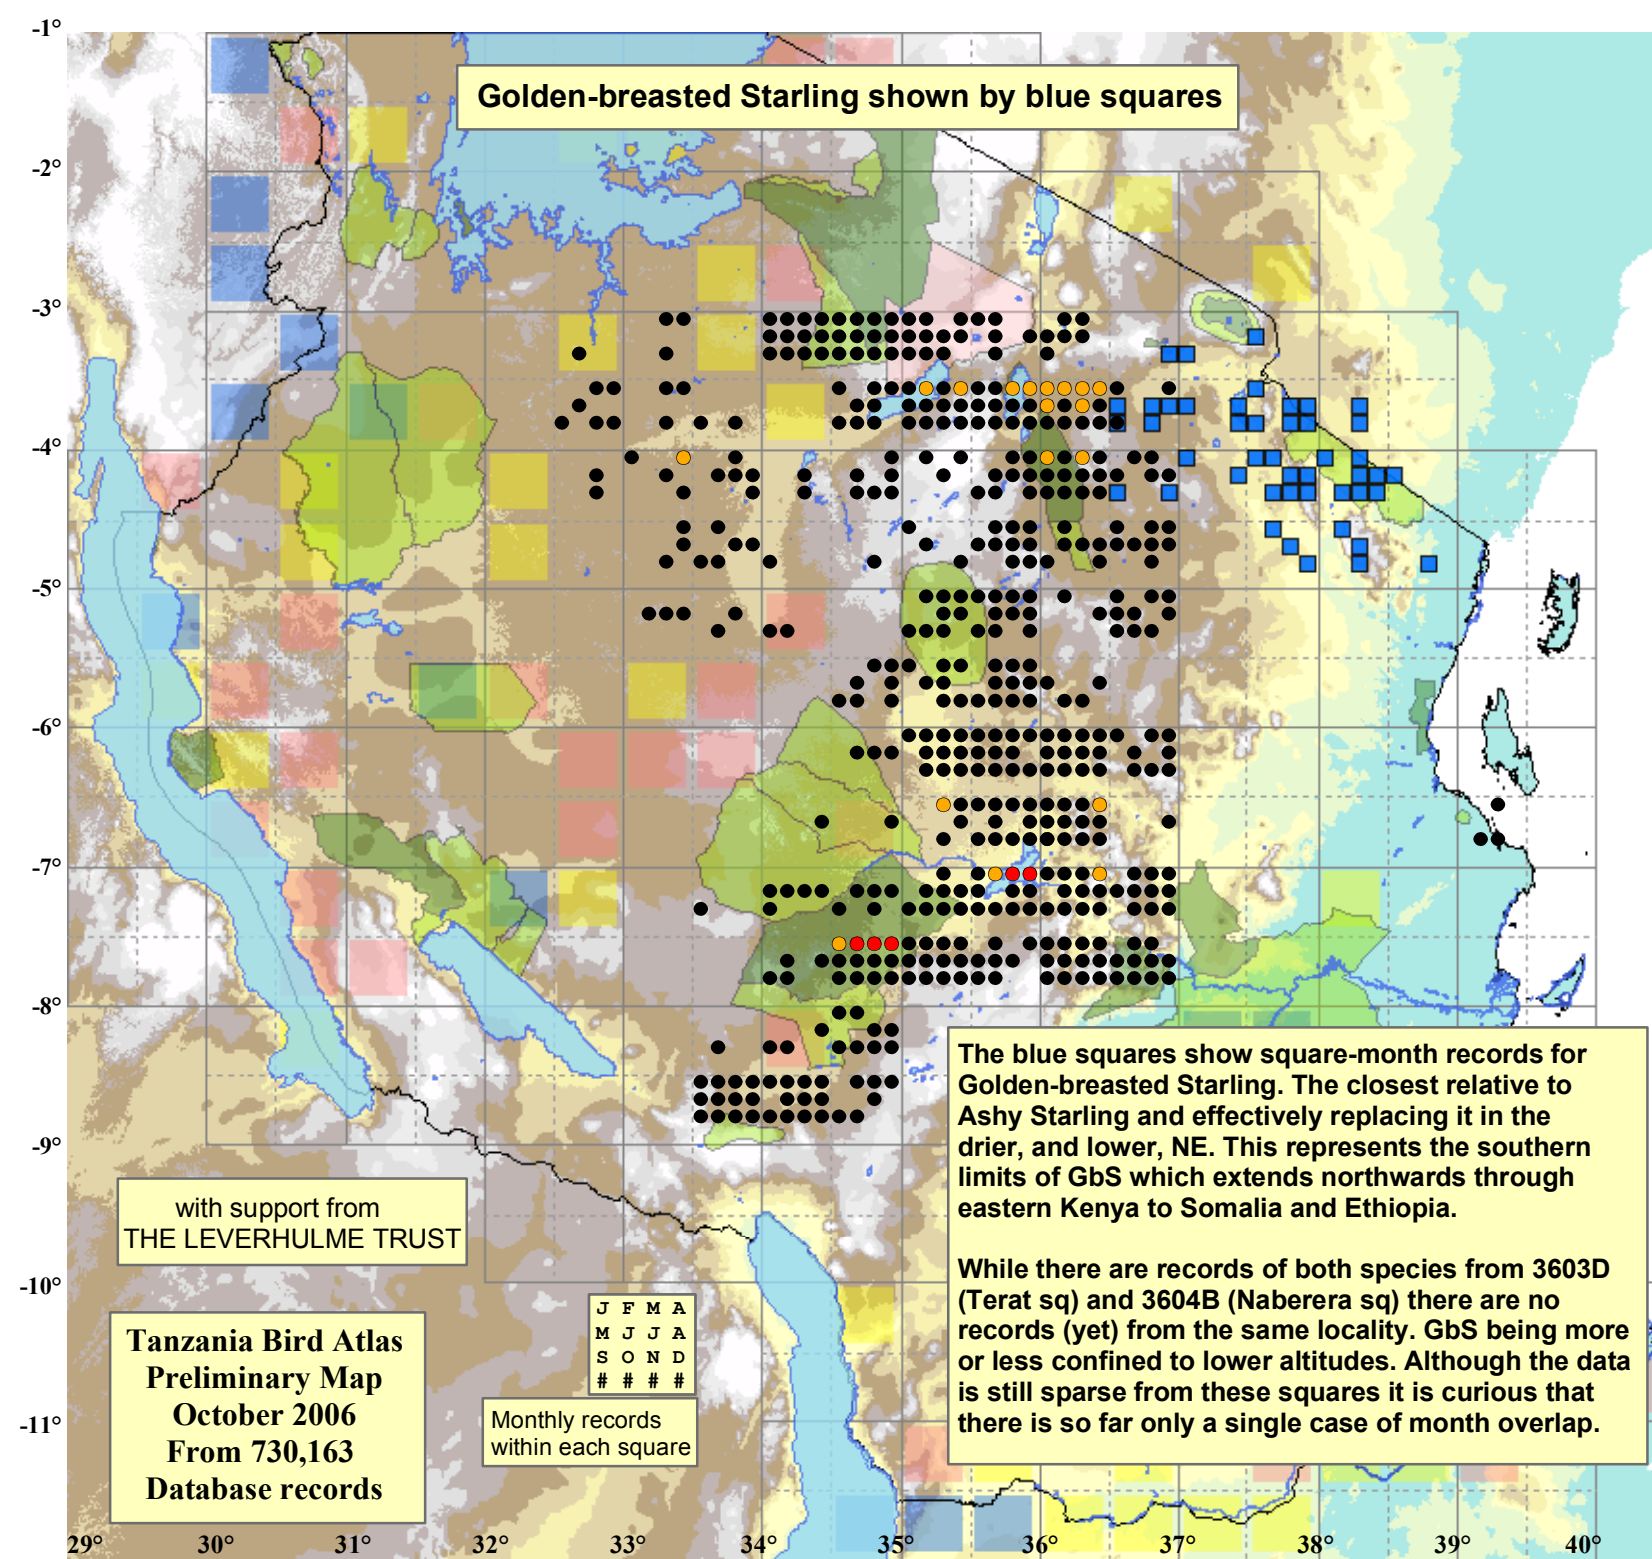 -1°
Golden-breasted Starling shown by blue squares
-2°
-3°
-4°
-5°
-6°
-7°
-8°
The blue squares show square-month records for
Golden-breasted Starling. The closest relative to
Ashy Starling and effectively replacing it in the
drier, and lower, NE. This represents the southern
limits of GbS which extends northwards through
eastern Kenya to Somalia and Ethiopia.
While there are records of both species from 3603D
(Terat sq) and 3604B (Naberera sq) there are no
records (yet) from the same locality. GbS being more
or less confined to lower altitudes. Although the data
is still sparse from these squares it is curious that
there is so far only a single case of month overlap.
-9°
with support from
THE LEVERHULME TRUST
-10°
J F M A
M J J A
S O N D
# # # #
Monthly records
within each square
Tanzania Bird Atlas
Preliminary Map
October 2006
From 730,163
Database records
-11°
29° 30° 31° 32° 33° 34° 35° 36° 37° 38° 39° 40°